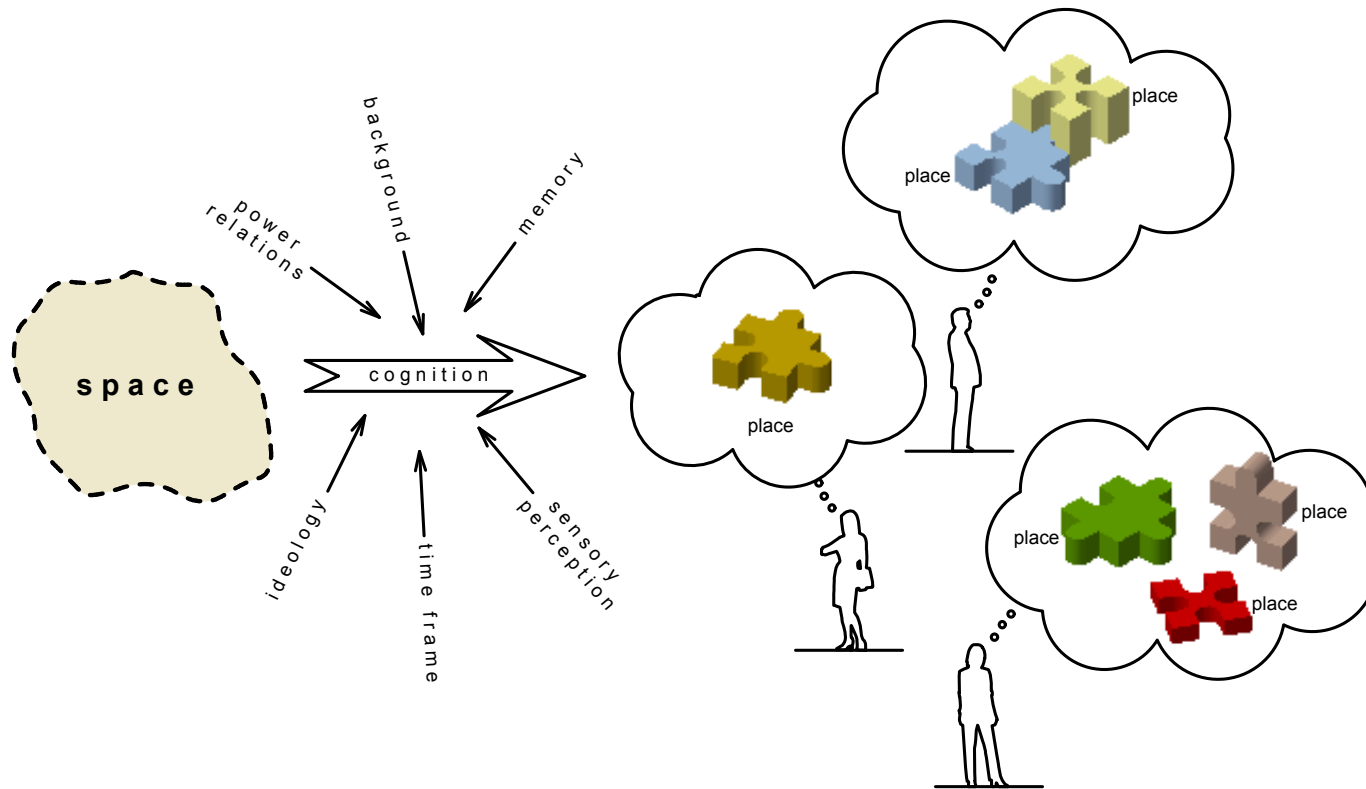 space
power
relations
background
memory
cognition
ideology
time frame
sensory
perception
place
place
place
place
place
place